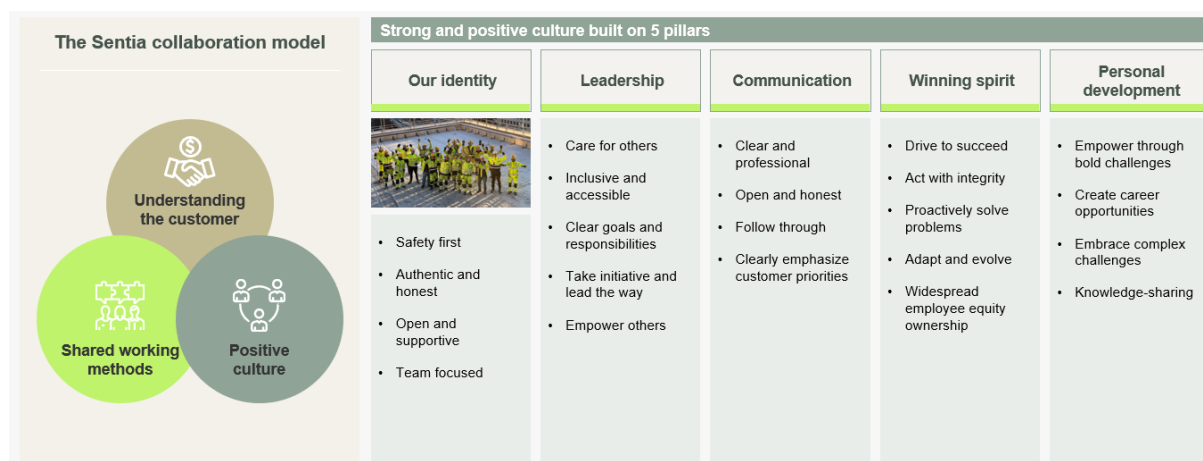 The Sentia collaboration model
Understanding
the customer
Shared working
methods
Positive
culture
Strong and positive culture built on 5 pillars
Our identity
• Safety first
• Authentic and
honest
• Open and
supportive
• Team focused
Leadership
• Care for others
• Inclusive and
accessible
• Clear goals and
responsibilities
• Take initiative and
lead the way
• Empower others
Communication
• Clear and
professional
• Open and honest
• Follow through
• Clearly emphasize
customer priorities
Winning spirit
• Drive to succeed
• Act with integrity
• Proactively solve
problems
• Adapt and evolve
• Widespread
employee equity
ownership
Personal
development
• Empower through
bold challenges
• Create career
opportunities
• Embrace complex
challenges
• Knowledge-sharing